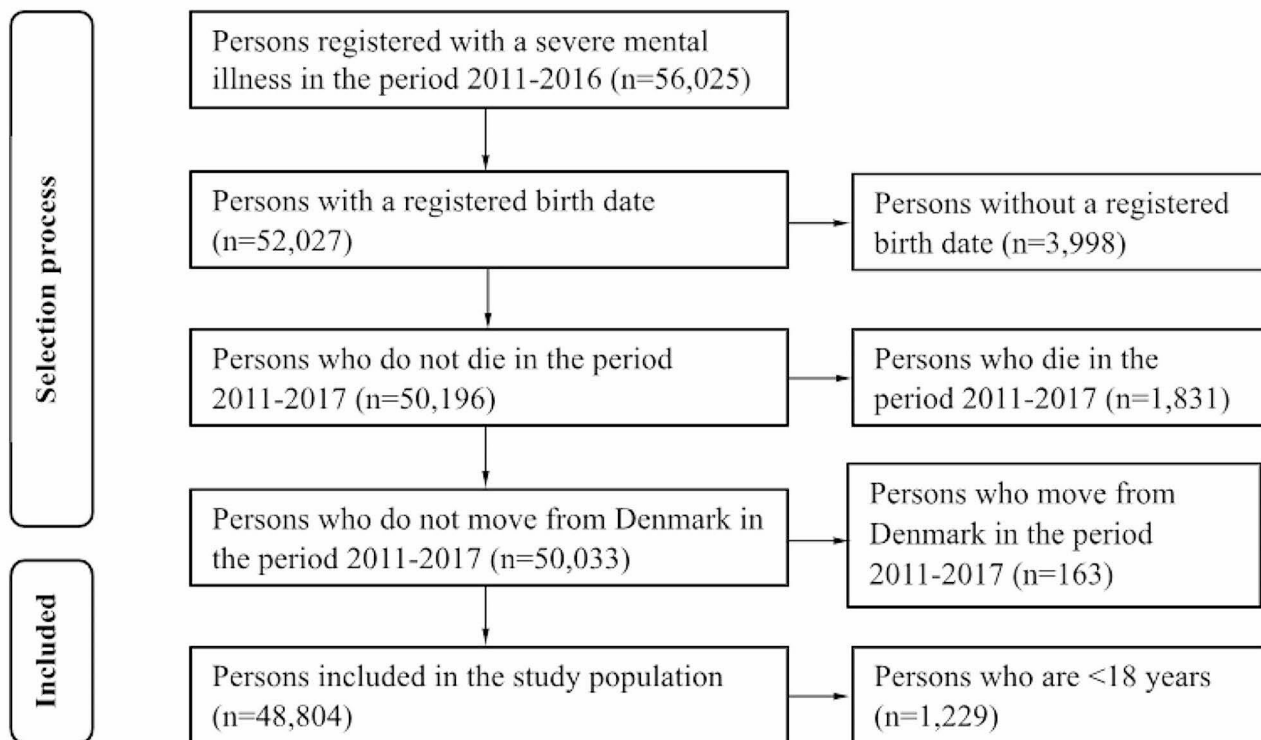 Selection process
Included
Persons registered with a severe mental
illness in the period 2011-2016 (n=56,025)
Persons with a registered birth date
(n=52,027)
Persons without a registered
birth date (n=3,998)
Persons who do not die in the period
2011-2017 (n=50,196)
Persons who die in the
period 2011-2017 (n=1,831)
Persons who do not move from Denmark in
the period 2011-2017 (n=50,033)
Persons who move from
Denmark in the period
2011-2017 (n=163)
Persons included in the study population
(n=48,804)
Persons who are <18 years
(n=1,229)